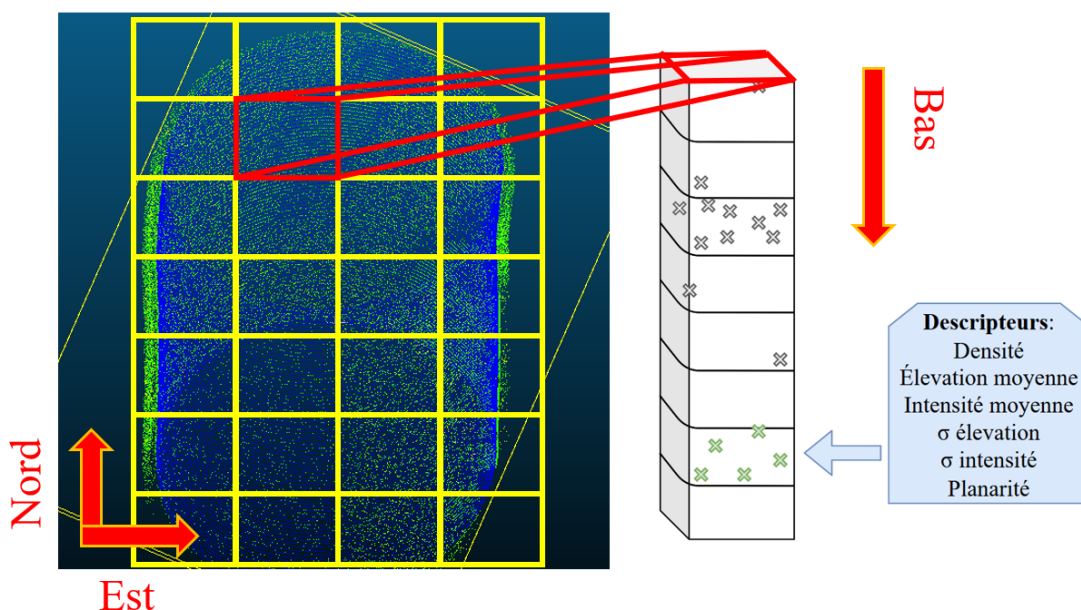 Bas
Descripteurs:
Densité
Élevation moyenne
Intensité moyenne
σ élevation
σ intensité
Planarité
Nord
Est